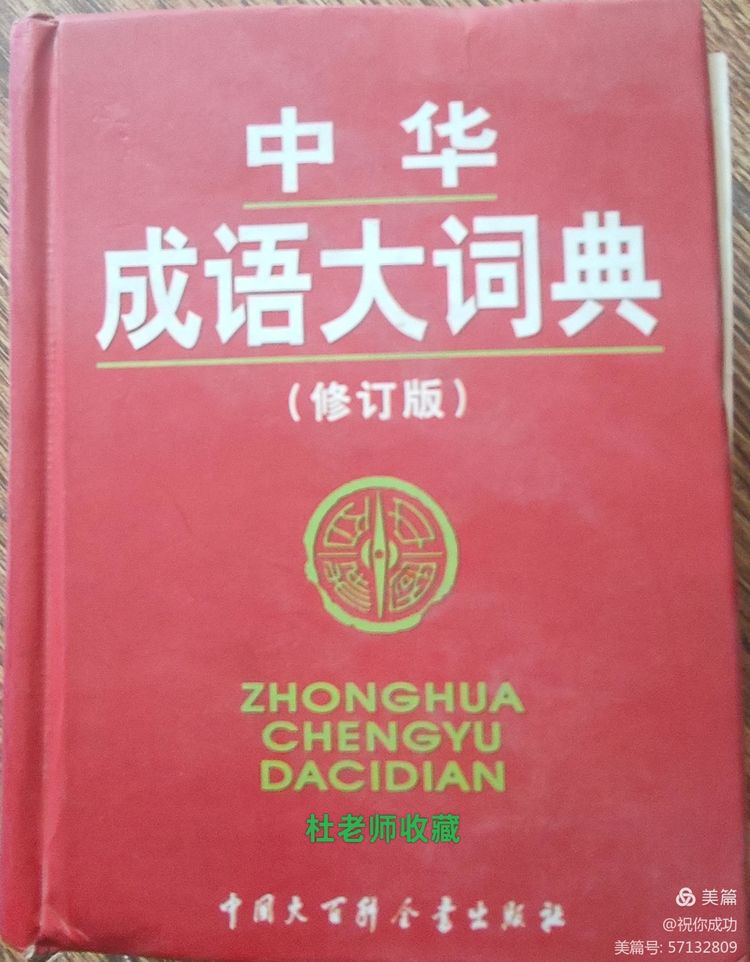 中华
成语大词典
（修订版）
ZHONGHUA
CHENGYU
DACIDIAN
杜老师收藏
中国大百科全书出版社
美篇
@祝你成功
美篇号: 57132809